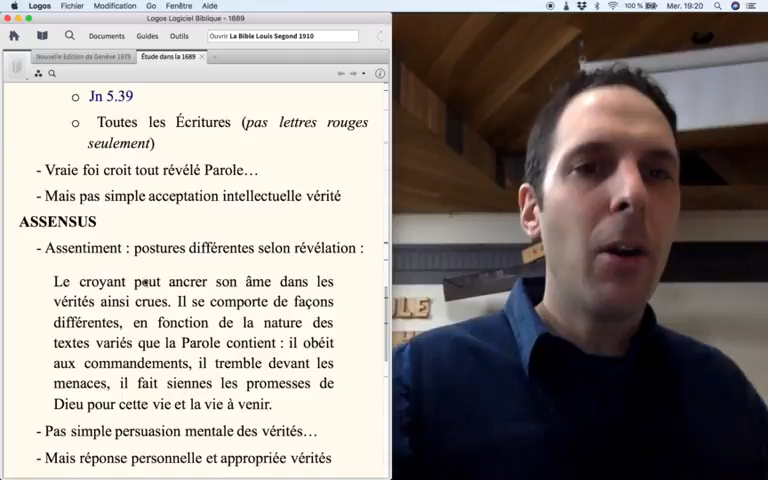 Logos Fichier Modification Go Fenêtre Aide 100 % Mer. 19:20
Logos Logiciel Biblique - 1689
Documents Guides Outils Ouvrir La Bible Louis Segond 1910
Nouvelle Edition de Genève 1979 Étude dans la 1689
o Jn 5.39
o Toutes les Écritures (pas lettres rouges
seulement)
- Vraie foi croit tout révélé Parole…
- Mais pas simple acceptation intellectuelle vérité
ASSENSUS
- Assentiment : postures différentes selon révélation :
Le croyant peut ancrer son âme dans les
vérités ainsi crues. Il se comporte de façons
différentes, en fonction de la nature des
textes variés que la Parole contient : il obéit
aux commandements, il tremble devant les
menaces, il fait siennes les promesses de
Dieu pour cette vie et la vie à venir.
- Pas simple persuasion mentale des vérités…
- Mais réponse personnelle et appropriée vérités